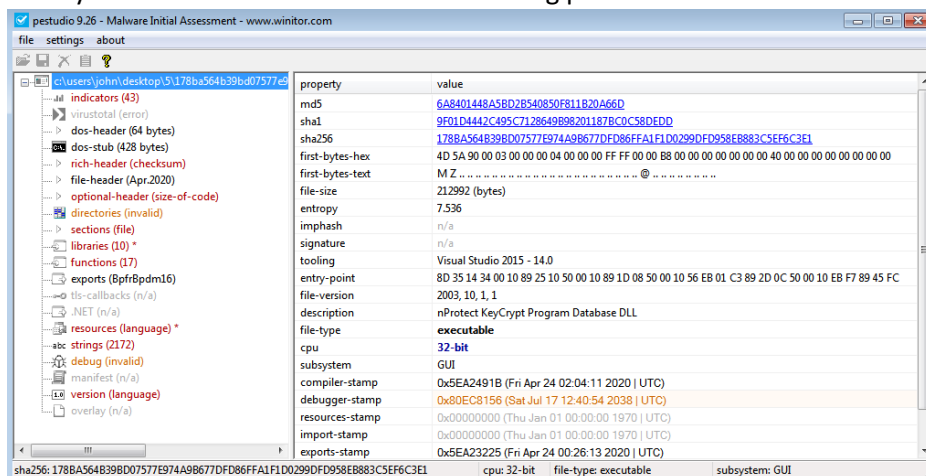 pestudio 9.26 - Malware Initial Assessment - www.winitor.com
file settings about
c:\users\john\desktop\5\178ba564b39bd07577e9
indicators (43)
virustotal (error)
dos-header (64 bytes)
dos-stub (428 bytes)
rich-header (checksum)
file-header (Apr.2020)
optional-header (size-of-code)
directories (invalid)
sections (file)
libraries (10) *
functions (17)
exports (BpfrBpdm16)
tls-callbacks (n/a)
.NET (n/a)
resources (language) *
abc strings (2172)
debug (invalid)
manifest (n/a)
1.0 version (language)
overlay (n/a)
property value
md5 6A8401448A5BD2B540850F811B20A66D
sha1 9F01D4442C495C7128649B98201187BC0C58DEDD
sha256 178BA564B39BD07577E974A9B677DFD86FFA1F1D0299DFD958EB883C5EF6C3E1
first-bytes-hex 4D 5A 90 00 03 00 00 00 04 00 00 00 FF FF 00 00 B8 00 00 00 00 00 00 00 40 00 00 00 00 00 00 00
first-bytes-text M Z .. .. .. .. .. .. .. .. .. .. .. .. .. .. .. .. .. .. .. .. @ .. .. .. .. .. .. ..
file-size 212992 (bytes)
entropy 7.536
imphash n/a
signature n/a
tooling Visual Studio 2015 - 14.0
entry-point 8D 35 14 34 00 10 89 25 10 50 00 10 89 1D 08 50 00 10 56 EB 01 C3 89 2D 0C 50 00 10 EB F7 89 45 FC
file-version 2003, 10, 1, 1
description nProtect KeyCrypt Program Database DLL
file-type executable
cpu 32-bit
subsystem GUI
compiler-stamp 0x5EA2491B (Fri Apr 24 02:04:11 2020 | UTC)
debugger-stamp 0x80EC8156 (Sat Jul 17 12:40:54 2038 | UTC)
resources-stamp 0x00000000 (Thu Jan 01 00:00:00 1970 | UTC)
import-stamp 0x00000000 (Thu Jan 01 00:00:00 1970 | UTC)
exports-stamp 0x5EA23225 (Fri Apr 24 00:26:13 2020 | UTC)
sha256: 178BA564B39BD07577E974A9B677DFD86FFA1F1D0299DFD958EB883C5EF6C3E1 cpu: 32-bit file-type: executable subsystem: GUI